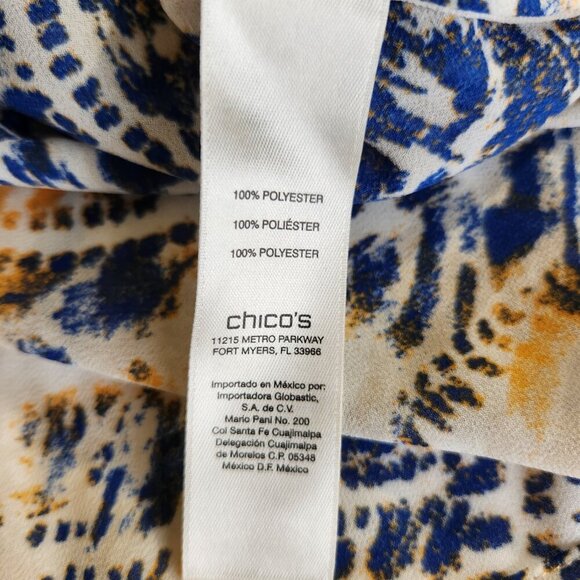 100% POLYESTER
100% POLIÉSTER
100% POLYESTER
chico's
11215 METRO PARKWAY
FORT MYERS, FL 33966
Importado en México por:
Importadora Globastic,
S.A. de C.V.
Mario Pani No. 200
Col Santa Fe Cuajimalpa
Delegación Cuajimalpa
de Morelos C.P. 05348
México D.F. México